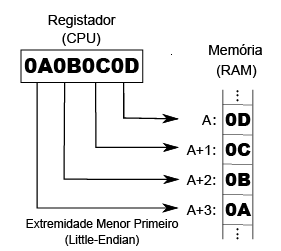 Registador
(CPU)
0A0B0C0D
Memória
(RAM)
A: 0D
A+1: 0C
A+2: 0B
A+3: 0A
Extremidade Menor Primeiro
(Little-Endian)